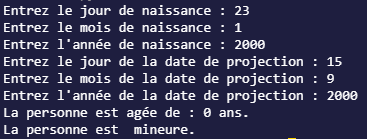 Entrez le jour de naissance : 23
Entrez le mois de naissance : 1
Entrez l'année de naissance : 2000
Entrez le jour de la date de projection : 15
Entrez le mois de la date de projection : 9
Entrez l'année de la date de projection : 2000
La personne est agée de : 0 ans.
La personne est  mineure.